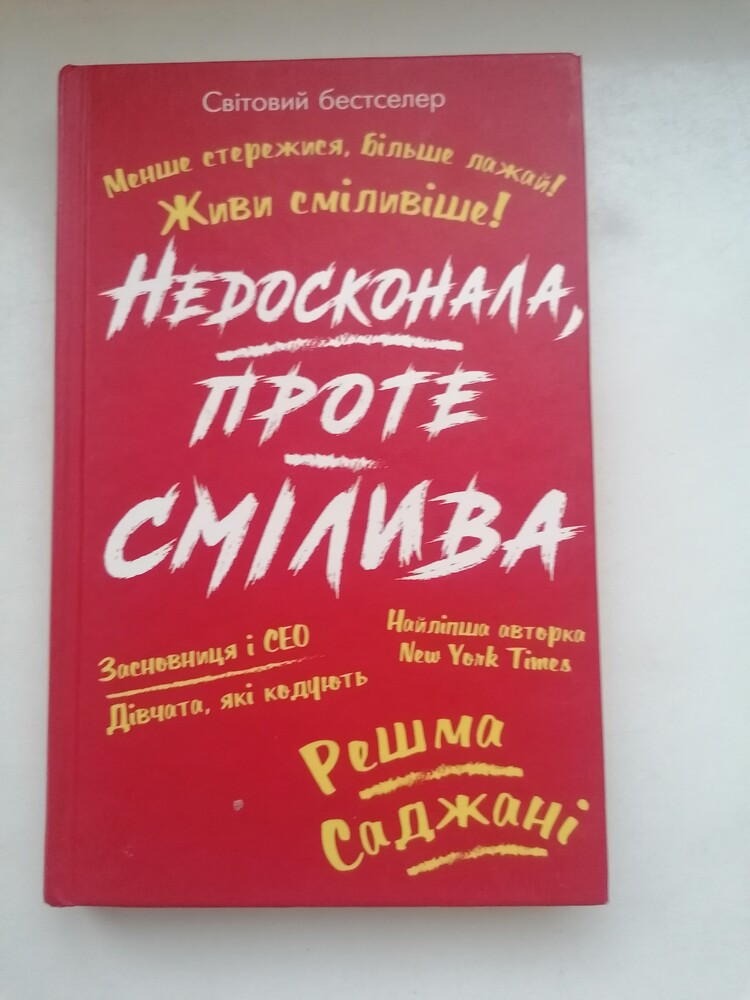 Світовий бестселер
Менше стережися, більше лажай!
Живи сміливіше!
НЕДОСКОНАЛА,
ПРОТЕ
СМІЛИВА
Засновниця і CEO
Дівчата, які кодують
Найліпша авторка
New York Times
Решма
Саджані